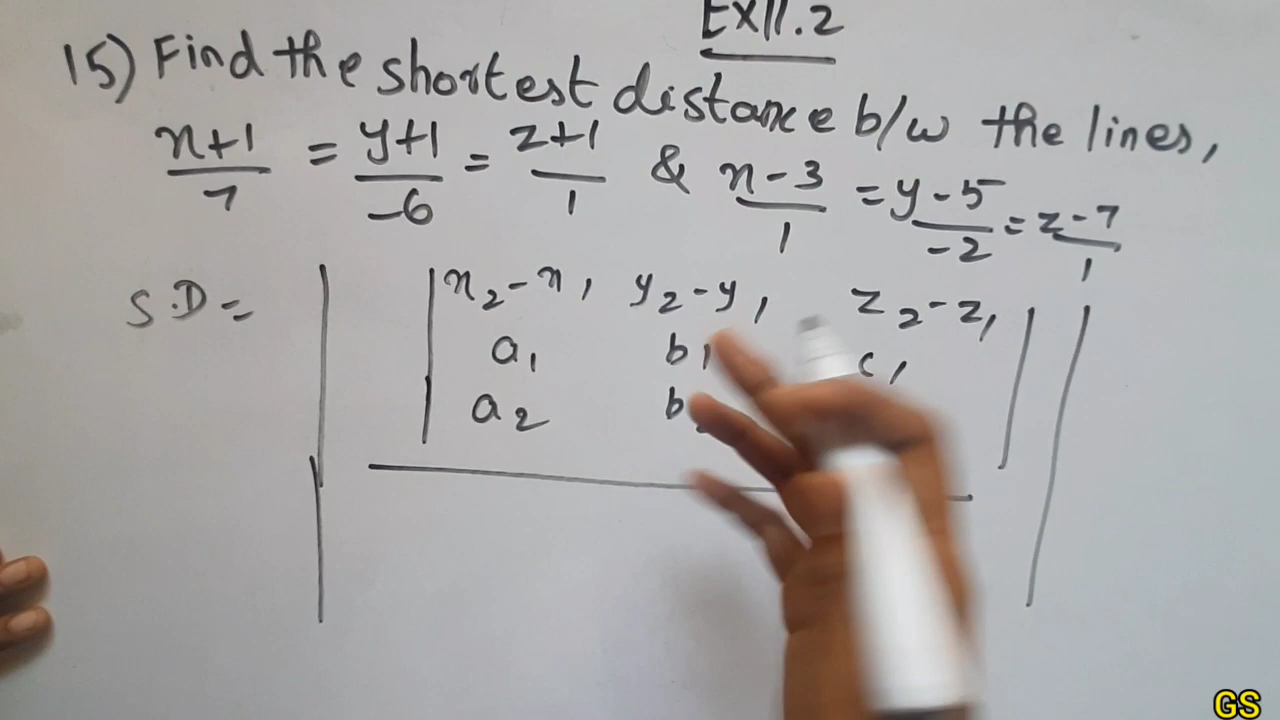 Ex11.2
15) Find the shortest distance b/w the lines,
x+1/7 = y+1/-6 = z+1/1 & x-3/1 = y-5/-2 = z-7/1
S.D = | | x₂-x₁ y₂-y₁ z₂-z₁ | |
a₁ b₁ c₁
a₂ b
GS